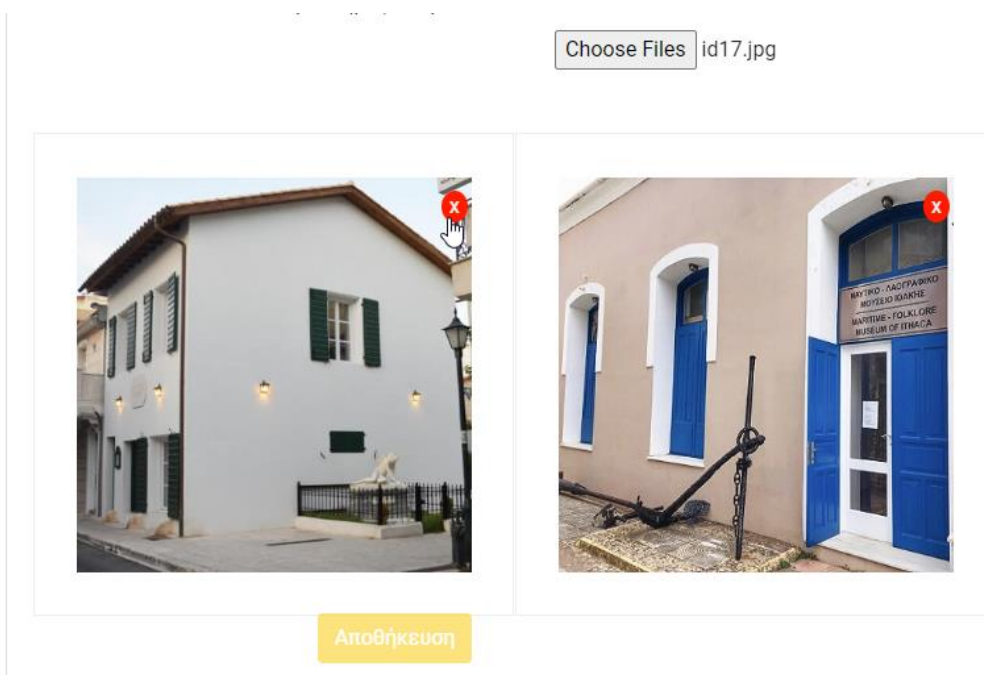 Choose Files id17.jpg
X
X
ΝΑΥΤΙΚΟ - ΛΑΟΓΡΑΦΙΚΟ
ΜΟΥΣΕΙΟ ΙΘΑΚΗΣ
MARITIME - FOLKLORE
MUSEUM OF ITHACA
Αποθήκευση